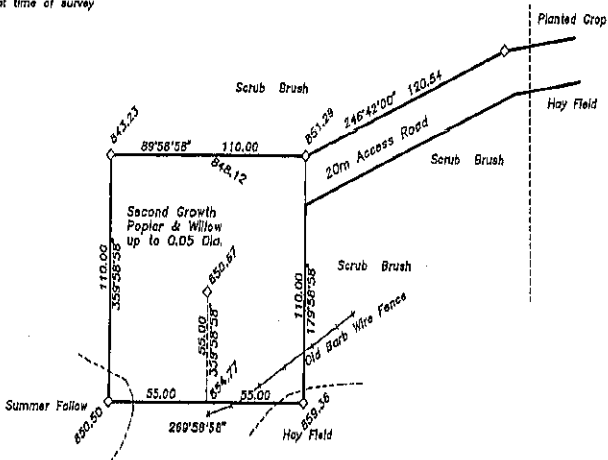 at time of survey
Planted Crop
Hay Field
Scrub Brush
246°42'00" 120.54
20m Access Road
Scrub Brush
843.23
851.29
89°58'58" 110.00
848.12
Second Growth
Poplar & Willow
up to 0.05 Dia.
850.67
110.00
359°58'58"
55.00
359°58'58"
110.00
179°58'58"
Scrub Brush
Old Barb Wire Fence
854.77
55.00
55.00
269°58'58"
Summer Fallow
850.50
859.38
Hay Field